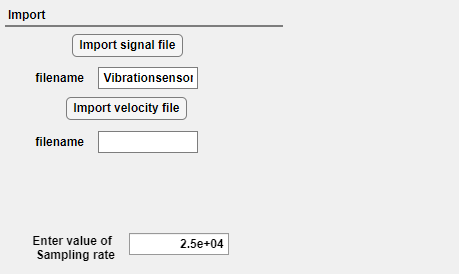 Import
Import signal file
filename Vibrationsensor
Import velocity file
filename
Enter value of
Sampling rate 2.5e+04